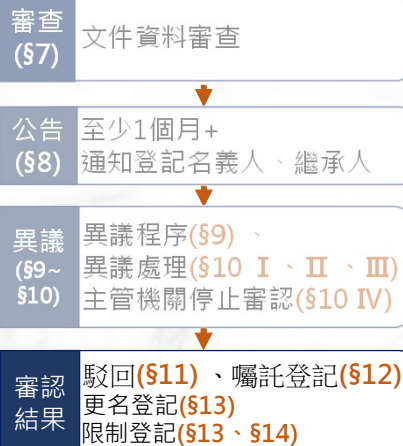 審查
(§7)
文件資料審查
公告
(§8)
至少1個月+
通知登記名義人、繼承人
異議
(§9~
§10)
異議程序(§9) 、
異議處理(§10 Ⅰ、Ⅱ 、Ⅲ)
主管機關停止審認(§10 IV)
審認
結果
駁回(§11) 、囑託登記(§12)
更名登記(§13)
限制登記(§13、§14)